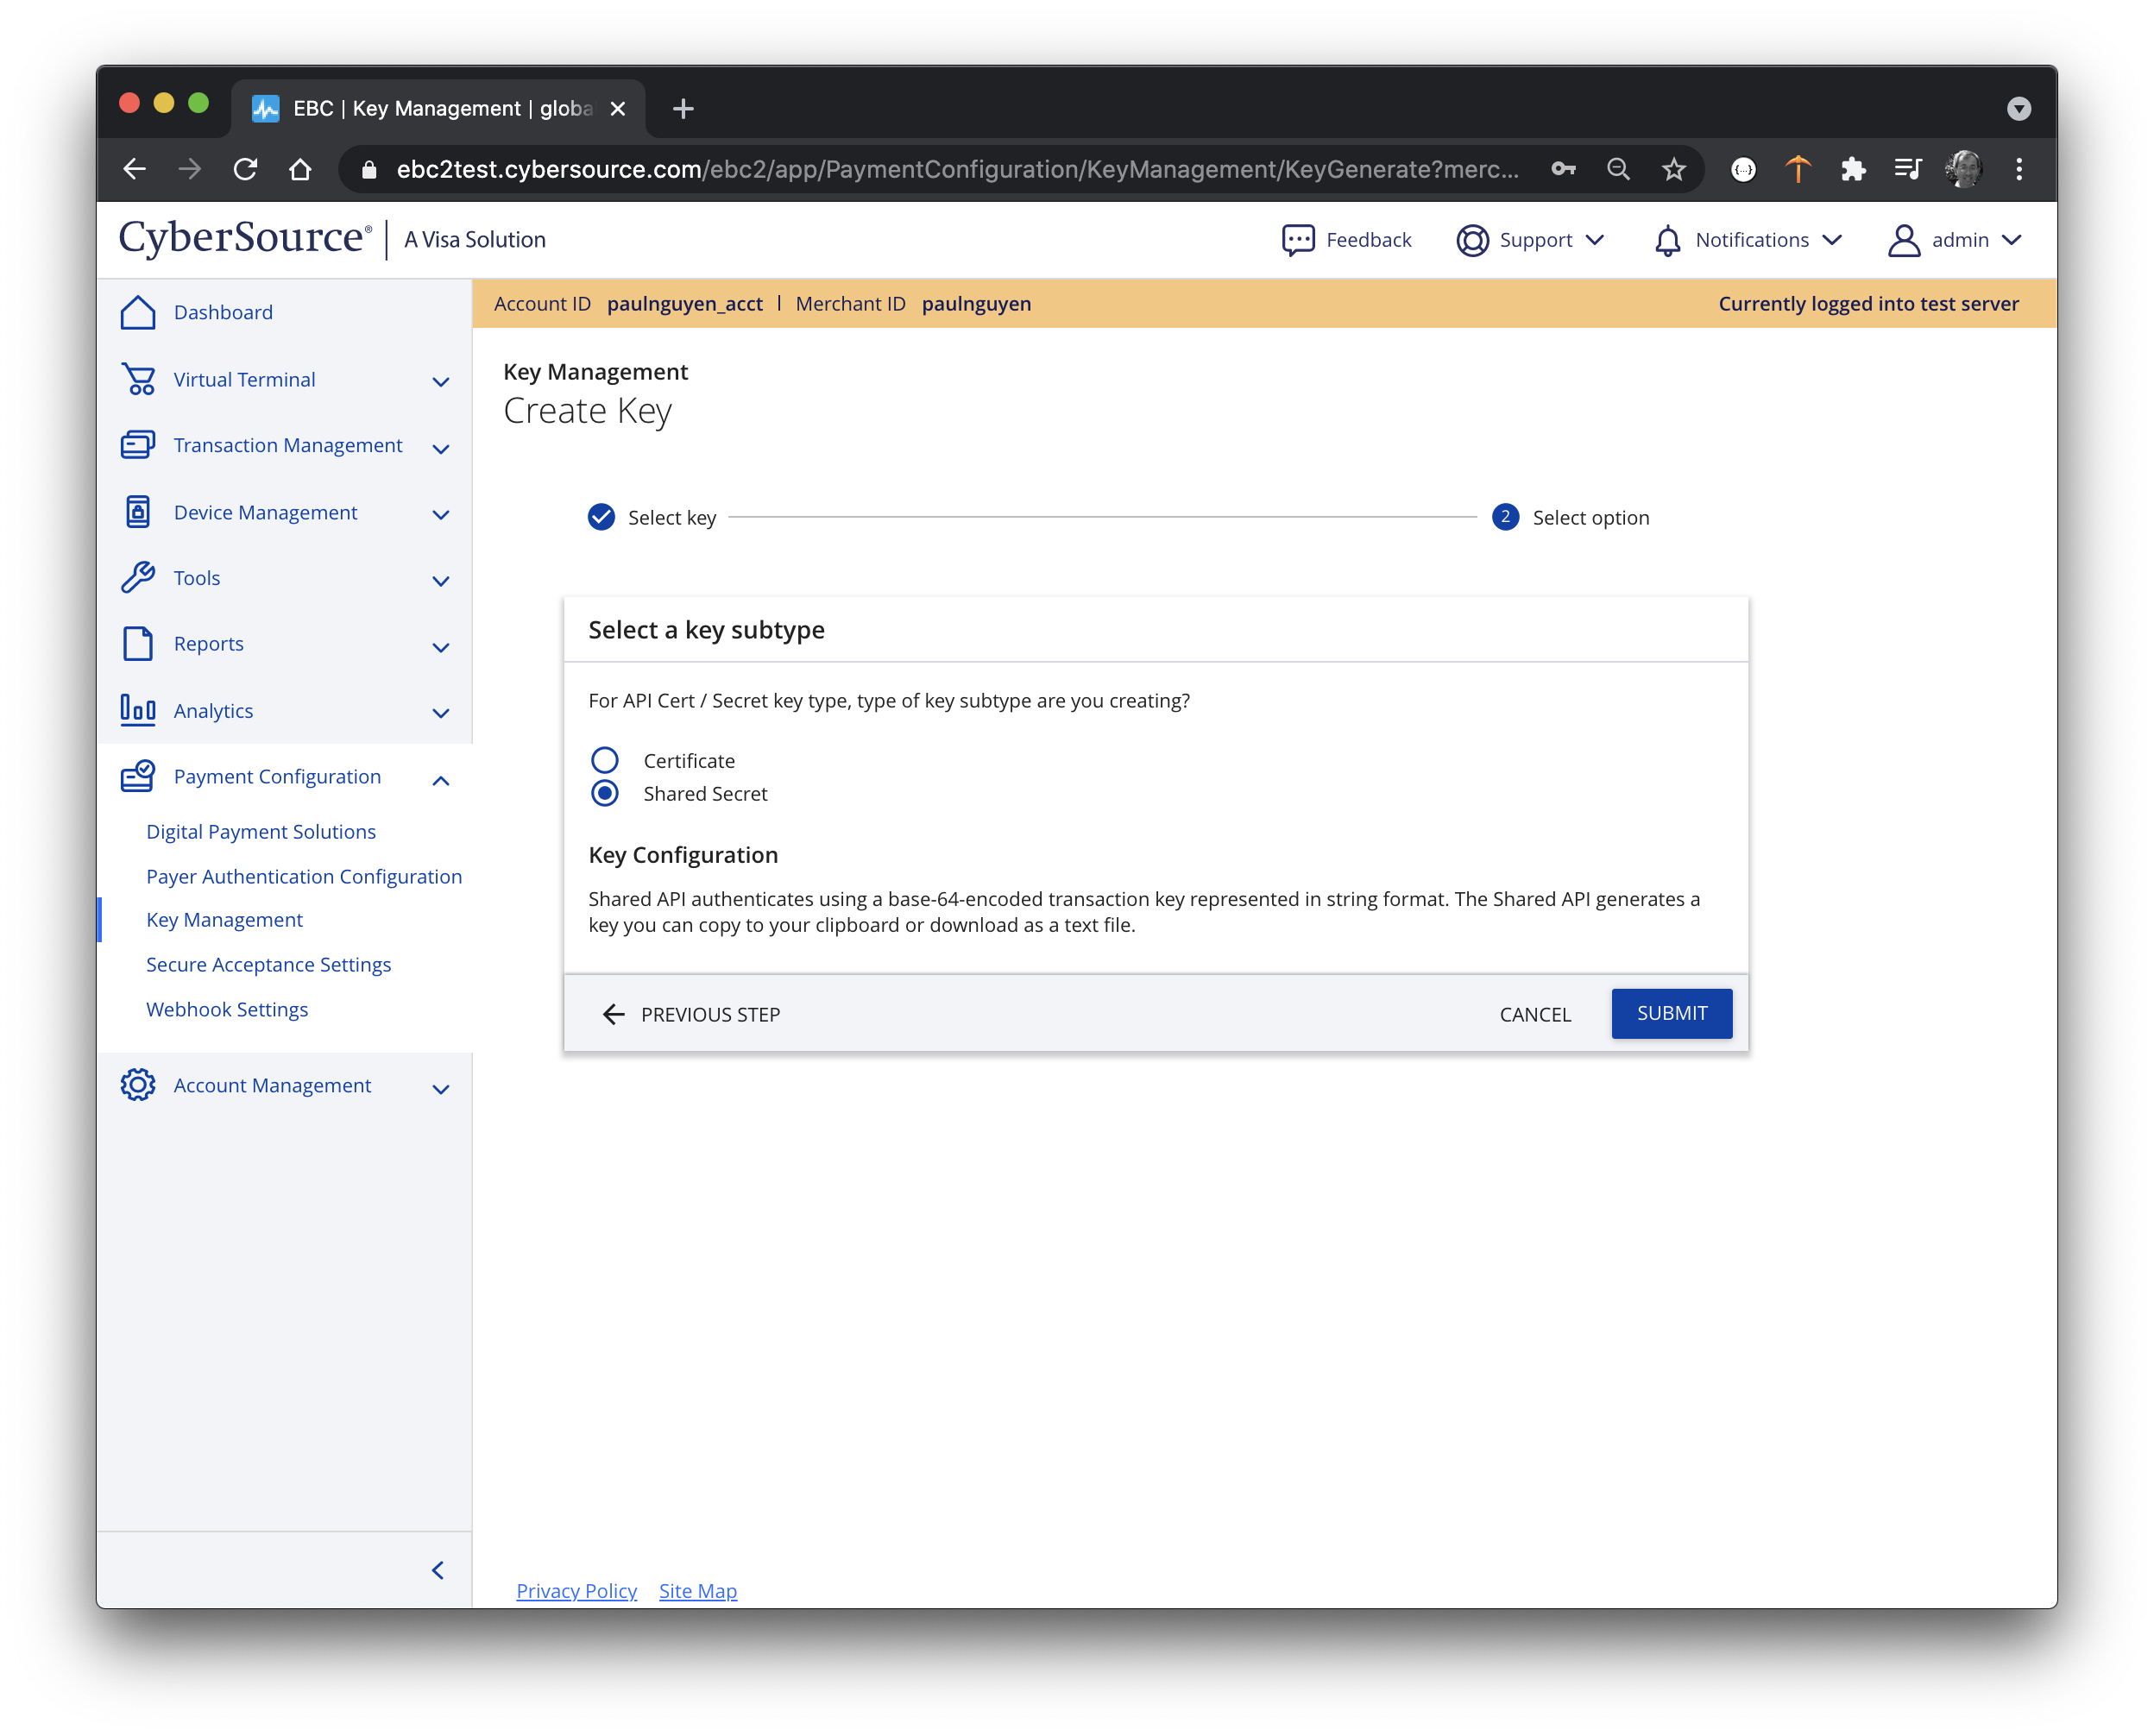 EBC | Key Management | globa
ebc2test.cybersource.com/ebc2/app/PaymentConfiguration/KeyManagement/KeyGenerate?merc...
CyberSource® | A Visa Solution
Feedback
Support
Notifications
admin
Account ID paulnguyen_acct | Merchant ID paulnguyen
Currently logged into test server
Dashboard
Virtual Terminal
Transaction Management
Device Management
Tools
Reports
Analytics
Payment Configuration
Digital Payment Solutions
Payer Authentication Configuration
Key Management
Secure Acceptance Settings
Webhook Settings
Account Management
Key Management
Create Key
Select key
2 Select option
Select a key subtype
For API Cert / Secret key type, type of key subtype are you creating?
Certificate
Shared Secret
Key Configuration
Shared API authenticates using a base-64-encoded transaction key represented in string format. The Shared API generates a
key you can copy to your clipboard or download as a text file.
PREVIOUS STEP
CANCEL
SUBMIT
Privacy Policy
Site Map